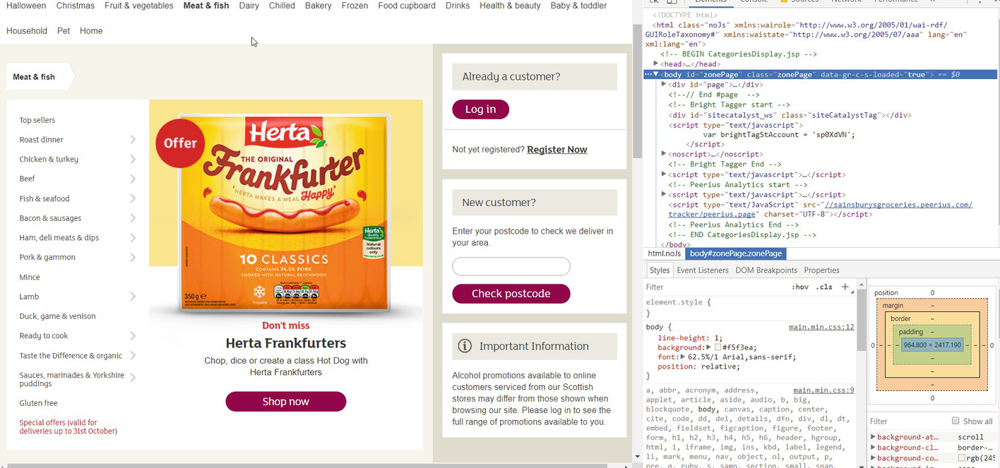 Halloween Christmas Fruit & vegetables Meat & fish Dairy Chilled Bakery Frozen Food cupboard Drinks Health & beauty Baby & toddler
Household Pet Home
Meat & fish
Top sellers
Roast dinner
Chicken & turkey
Beef
Fish & seafood
Bacon & sausages
Ham, deli meats & dips
Pork & gammon
Mince
Lamb
Duck, game & venison
Ready to cook
Taste the Difference & organic
Sauces, marinades & Yorkshire
puddings
Gluten free
Special offers (valid for
deliveries up to 31st October)
Offer
Herta
THE ORIGINAL
Frankfurter
'HERTA MAKES A MEAL Happy'
Herta
Natural
colours
only
10 CLASSICS
CONTAINS 74.5% PORK
SMOKED WITH NATURAL BEECHWOOD
350g e
Don't miss
Herta Frankfurters
Chop, dice or create a class Hot Dog with
Herta Frankfurters
Shop now
Already a customer?
Log in
Not yet registered? Register Now
New customer?
Enter your postcode to check we deliver in
your area.
Check postcode
Important Information
Alcohol promotions available to online
customers serviced from our Scottish
stores may differ from those shown when
browsing our site. Please log in to see the
full range of promotions available to you.
<!DOCTYPE html>
<html class="noJs" xmlns:wairole="http://www.w3.org/2005/01/wai-rdf/
GUIRoleTaxonomy#" xmlns:waistate="http://www.w3.org/2005/07/aaa" lang="en"
xml:lang="en">
<!-- BEGIN CategoriesDisplay.jsp -->
<head>…</head>
<body id="zonePage" class="zonePage" data-gr-c-s-loaded="true"> == $0
<div id="page">…</div>
<!--// End #page -->
<!-- Bright Tagger start -->
<div id="sitecatalyst_ws" class="siteCatalystTag"></div>
<script type="text/javascript">
var brightTagStAccount = 'sp0XdVN';
</script>
<noscript>…</noscript>
<!-- Bright Tagger End -->
<script type="text/javascript">…</script>
<!-- Peerius Analytics start -->
<script type="text/javascript">…</script>
<script type="text/JavaScript" src="//sainsburysgroceries.peerius.com/
tracker/peerius.page" charset="UTF-8"></script>
<!-- Peerius Analytics End -->
<!-- END CategoriesDisplay.jsp -->
</body>
html.noJs body#zonePage.zonePage
Styles Event Listeners DOM Breakpoints Properties
Filter :hov .cls +
element.style {
}
body { main.min.css:12
line-height: 1;
background: #f5f3ea;
font: 62.5%/1 Arial,sans-serif;
position: relative;
}
a, abbr, acronym, address, main.min.css:9
applet, article, aside, audio, b, big,
blockquote, body, canvas, caption, center,
cite, code, dd, del, details, dfn, div, dl, dt,
embed, fieldset, figcaption, figure, footer,
form, h1, h2, h3, h4, h5, h6, header, hgroup,
html, i, iframe, img, ins, kbd, label, legend,
li, mark, menu, nav, object, ol, output, p,
pre, q, ruby, s, samp, section, small, span,
position 0
margin –
border –
padding –
0 – – – 964.800 × 2417.190 – – – 0
–
–
–
0
Filter Show all
background-at… scroll
background-cl… border-…
background-co… rgb(245